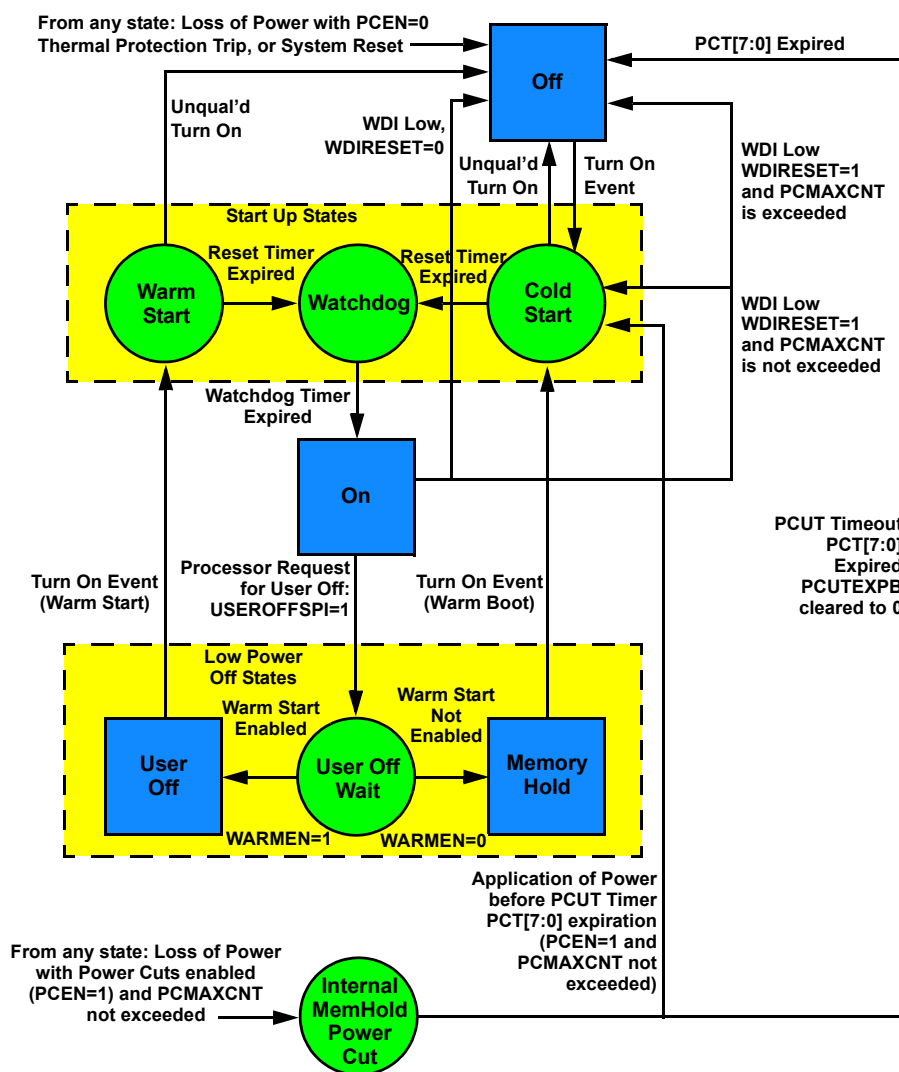 From any state: Loss of Power with PCEN=0
Thermal Protection Trip, or System Reset
PCT[7:0] Expired
Off
Unqual'd
Turn On
WDI Low,
WDIRESET=0
Unqual'd
Turn On
Turn On
Event
WDI Low
WDIRESET=1
and PCMAXCNT
is exceeded
Start Up States
Reset Timer
Expired
Reset Timer
Expired
Warm
Start
Watchdog
Cold
Start
WDI Low
WDIRESET=1
and PCMAXCNT
is not exceeded
Watchdog Timer
Expired
On
Processor Request
for User Off:
USEROFFSPI=1
Turn On Event
(Warm Start)
Turn On Event
(Warm Boot)
PCUT Timeout
PCT[7:0]
Expired
PCUTEXPB
cleared to 0
Low Power
Off States
Warm Start
Enabled
Warm Start
Not
Enabled
User
Off
User Off
Wait
Memory
Hold
WARMEN=1
WARMEN=0
Application of Power
before PCUT Timer
PCT[7:0] expiration
(PCEN=1 and
PCMAXCNT not
exceeded)
From any state: Loss of Power
with Power Cuts enabled
(PCEN=1) and PCMAXCNT
not exceeded
Internal
MemHold
Power
Cut